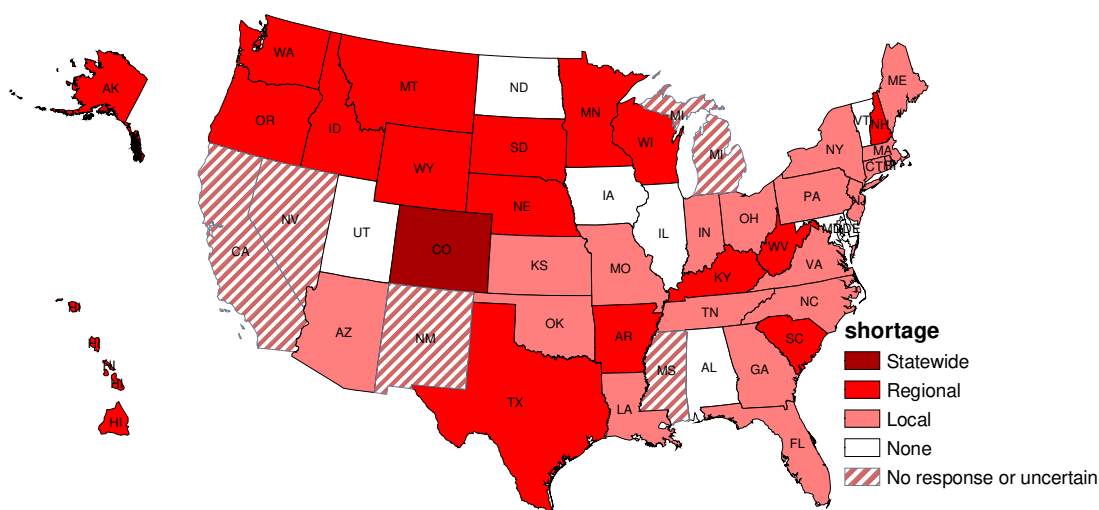 WA
MT
ND
MN
ME
AK
OR
ID
WI
MI
VT
NH
SD
NY
MA
WY
MI
CT
RI
NE
IA
PA
NJ
NV
UT
IL
IN
OH
MD
DE
CA
CO
WV
KS
MO
KY
VA
AZ
NM
OK
TN
NC
AR
SC
HI
HI
HI
MS
AL
GA
TX
LA
HI
FL
shortage
Statewide
Regional
Local
None
No response or uncertain